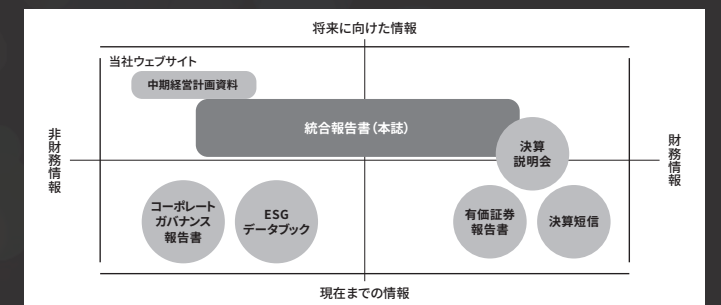 将来に向けた情報
当社ウェブサイト
中期経営計画資料
統合報告書（本誌）
非財務情報
財務情報
決算
説明会
コーポレート
ガバナンス
報告書
ESG
データブック
有価証券
報告書
決算短信
現在までの情報